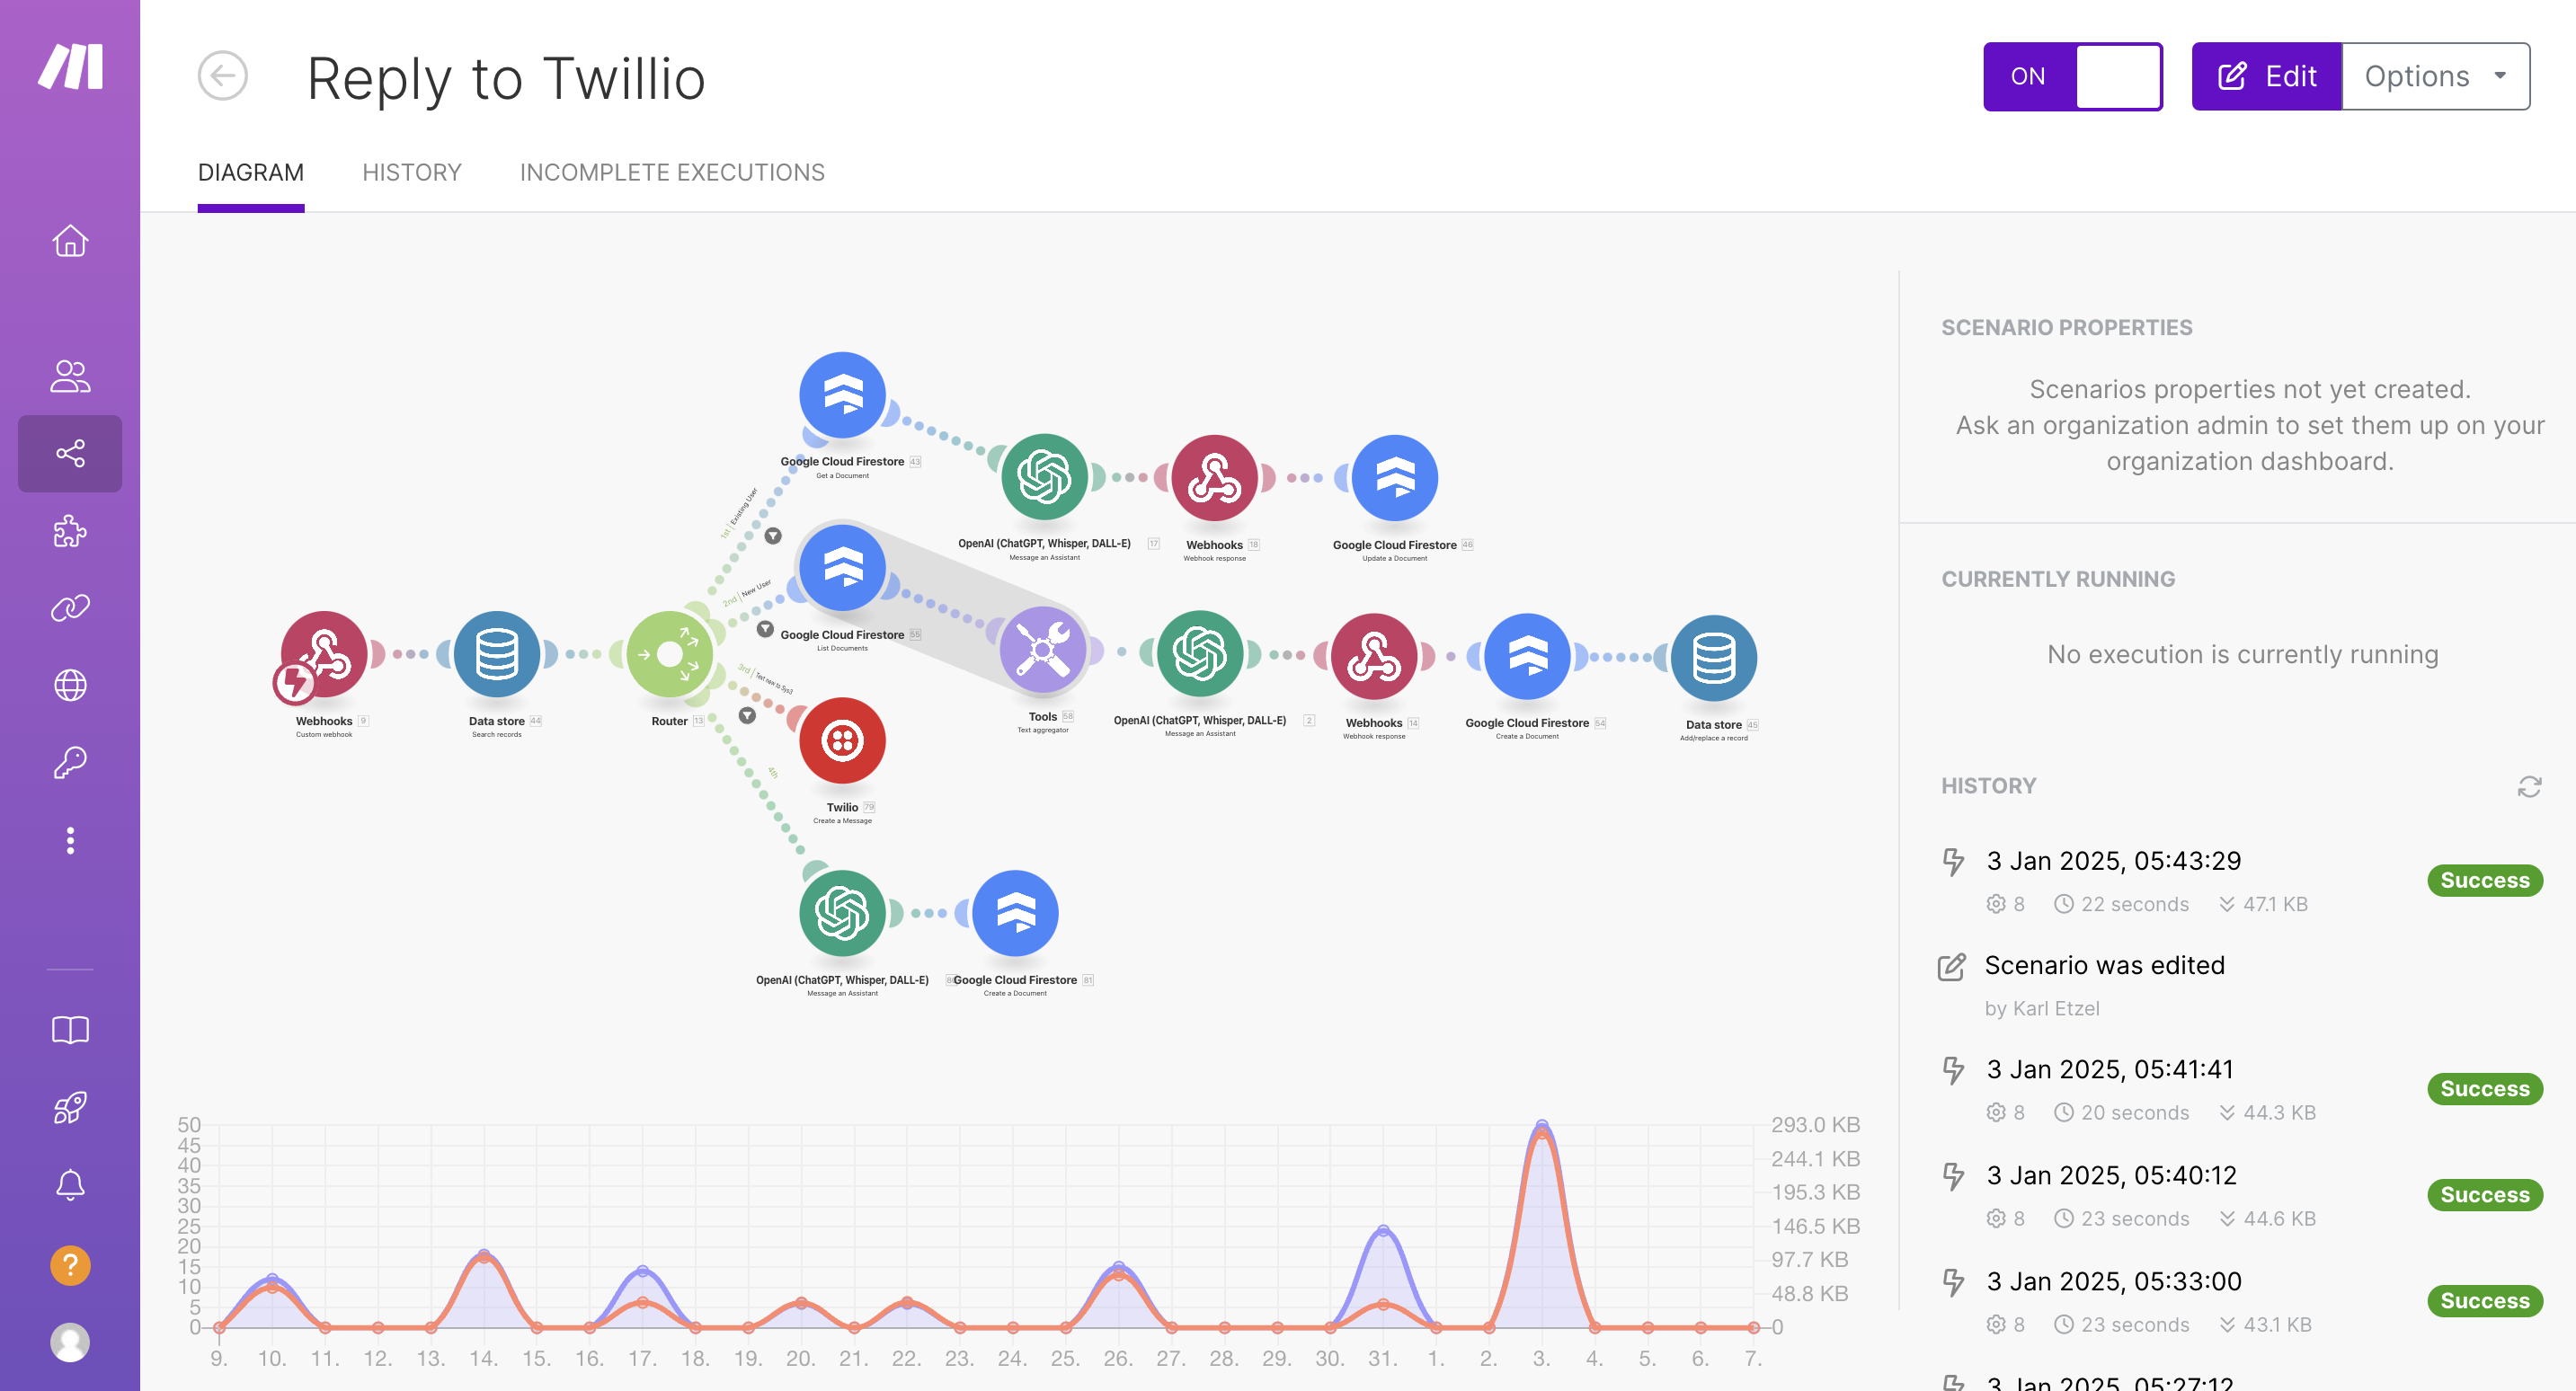 Reply to Twillio
ON
Edit
Options
DIAGRAM
HISTORY
INCOMPLETE EXECUTIONS
Google Cloud Firestore 43
Get a Document
1st | Existing User
OpenAI (ChatGPT, Whisper, DALL-E) 17
Message an Assistant
Webhooks 18
Webhook response
Google Cloud Firestore 46
Update a Document
2nd | New User
Google Cloud Firestore 55
List Documents
Webhooks 9
Custom webhook
Data store 44
Search records
Router 13
3rd
Tools 58
Text aggregator
OpenAI (ChatGPT, Whisper, DALL-E) 2
Message an Assistant
Webhooks 14
Webhook response
Google Cloud Firestore 54
Create a Document
Data store 45
Add/replace a record
Twilio 79
Create a Message
4th
OpenAI (ChatGPT, Whisper, DALL-E)
Message an Assistant
Google Cloud Firestore 81
Create a Document
50
45
40
35
30
25
20
15
10
5
0
293.0 KB
244.1 KB
195.3 KB
146.5 KB
97.7 KB
48.8 KB
0
9. 10. 11. 12. 13. 14. 15. 16. 17. 18. 19. 20. 21. 22. 23. 24. 25. 26. 27. 28. 29. 30. 31. 1. 2. 3. 4. 5. 6. 7.
SCENARIO PROPERTIES
Scenarios properties not yet created.
Ask an organization admin to set them up on your
organization dashboard.
CURRENTLY RUNNING
No execution is currently running
HISTORY
3 Jan 2025, 05:43:29
Success
8 22 seconds 47.1 KB
Scenario was edited
by Karl Etzel
3 Jan 2025, 05:41:41
Success
8 20 seconds 44.3 KB
3 Jan 2025, 05:40:12
Success
8 23 seconds 44.6 KB
3 Jan 2025, 05:33:00
Success
8 23 seconds 43.1 KB
3 Jan 2025, 05:27:12
?